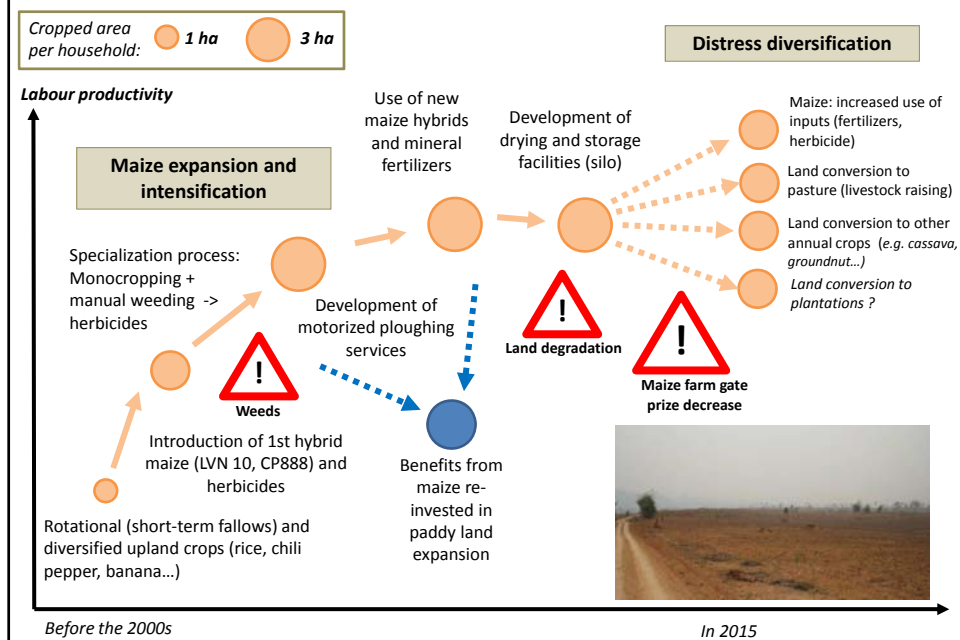 Cropped area
per household:
1 ha
3 ha
Distress diversification
Labour productivity
Maize expansion and
intensification
Use of new
maize hybrids
and mineral
fertilizers
Development of
drying and storage
facilities (silo)
Maize: increased use of
inputs (fertilizers,
herbicide)
Land conversion to
pasture (livestock raising)
Land conversion to other
annual crops (e.g. cassava,
groundnut...)
Land conversion to
plantations ?
Specialization process:
Monocropping +
manual weeding ->
herbicides
Development of
motorized ploughing
services
!
Weeds
!
Land degradation
!
Maize farm gate
prize decrease
Introduction of 1st hybrid
maize (LVN 10, CP888) and
herbicides
Benefits from
maize re-
invested in
paddy land
expansion
Rotational (short-term fallows) and
diversified upland crops (rice, chili
pepper, banana...)
Before the 2000s
In 2015